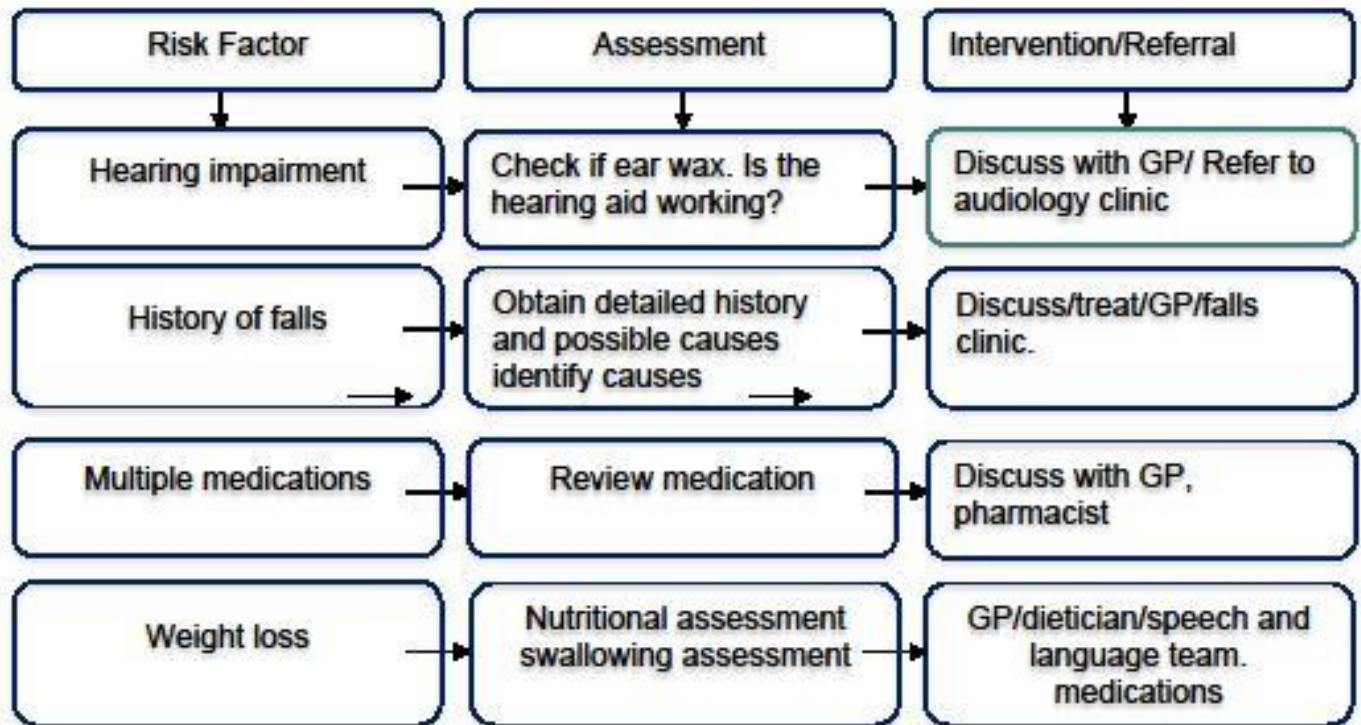 Risk Factor
Assessment
Intervention/Referral
Hearing impairment
Check if ear wax. Is the
hearing aid working?
Discuss with GP/ Refer to
audiology clinic
History of falls
Obtain detailed history
and possible causes
identify causes
Discuss/treat/GP/falls
clinic.
Multiple medications
Review medication
Discuss with GP,
pharmacist
Weight loss
Nutritional assessment
swallowing assessment
GP/dietician/speech and
language team.
medications